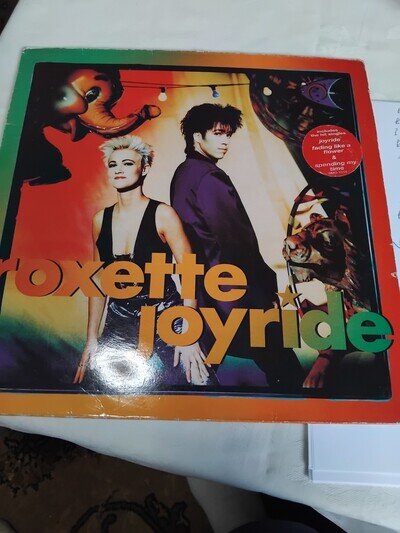 includes
the hit singles
joyride
fading like a
flower
&
spending my
time
roxette
joyride